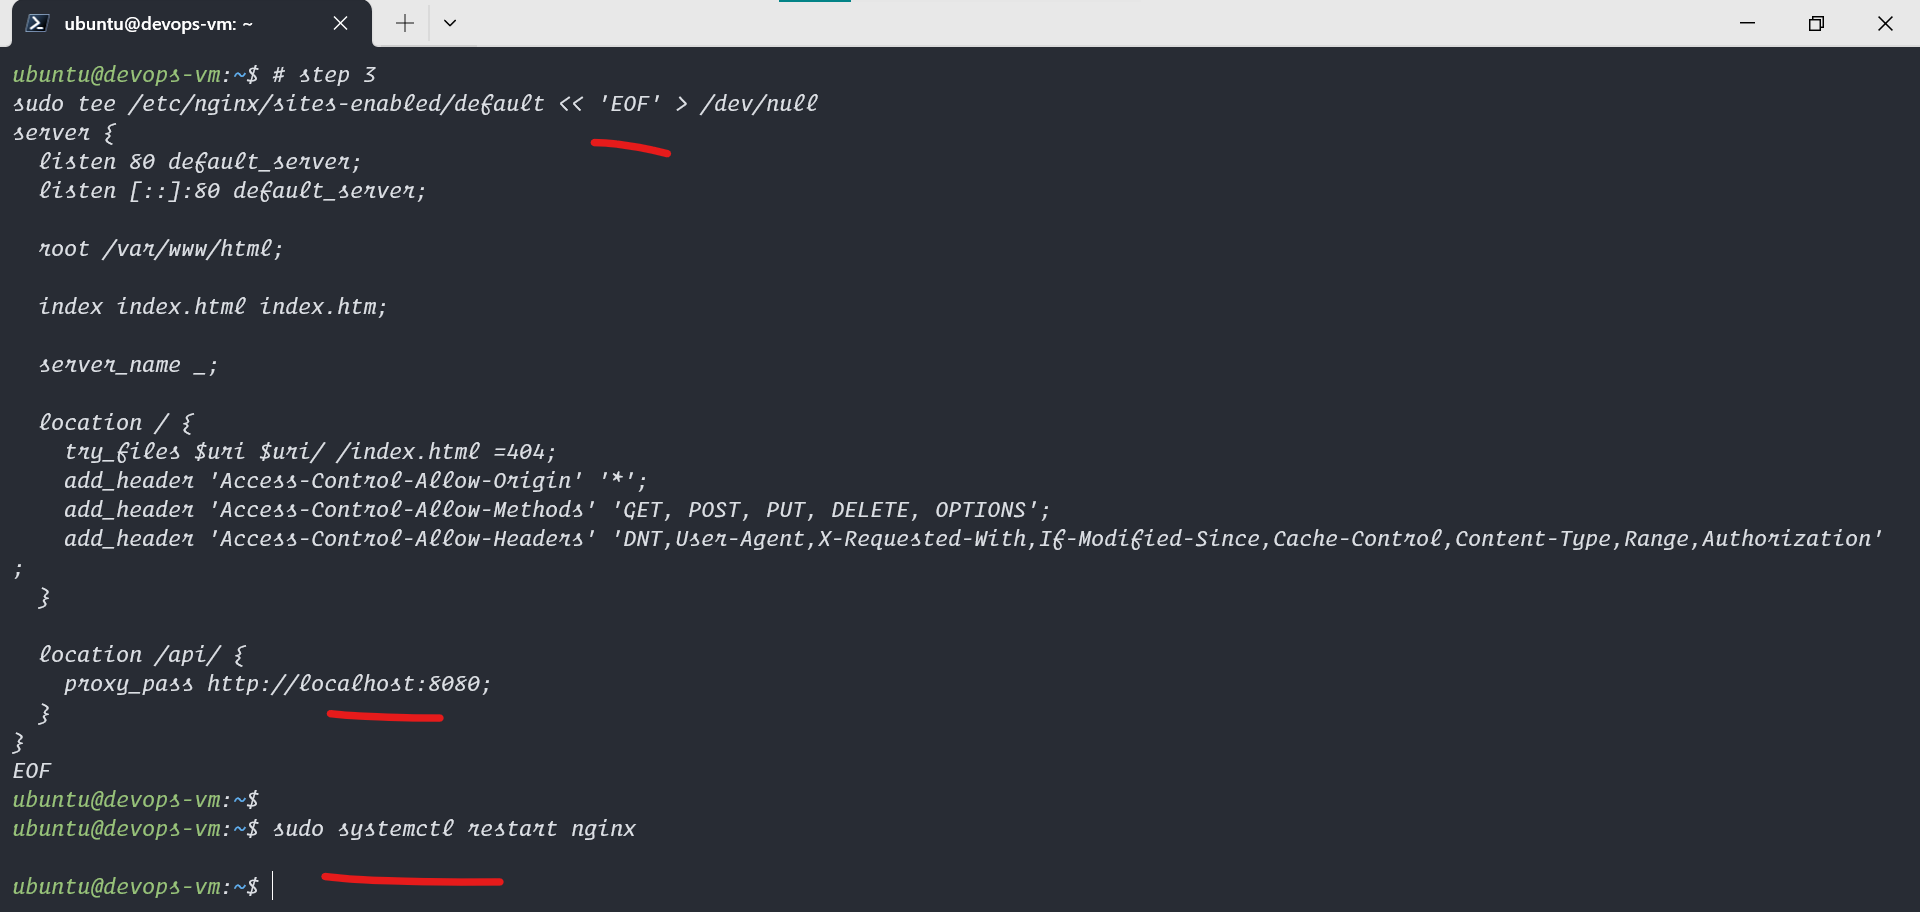 ubuntu@devops-vm: ~
ubuntu@devops-vm:~$ # step 3
sudo tee /etc/nginx/sites-enabled/default << 'EOF' > /dev/null
server {
  listen 80 default_server;
  listen [::]:80 default_server;

  root /var/www/html;

  index index.html index.htm;

  server_name _;

  location / {
    try_files $uri $uri/ /index.html =404;
    add_header 'Access-Control-Allow-Origin' '*';
    add_header 'Access-Control-Allow-Methods' 'GET, POST, PUT, DELETE, OPTIONS';
    add_header 'Access-Control-Allow-Headers' 'DNT,User-Agent,X-Requested-With,If-Modified-Since,Cache-Control,Content-Type,Range,Authorization'
;
  }

  location /api/ {
    proxy_pass http://localhost:8080;
  }
}
EOF
ubuntu@devops-vm:~$
ubuntu@devops-vm:~$ sudo systemctl restart nginx

ubuntu@devops-vm:~$